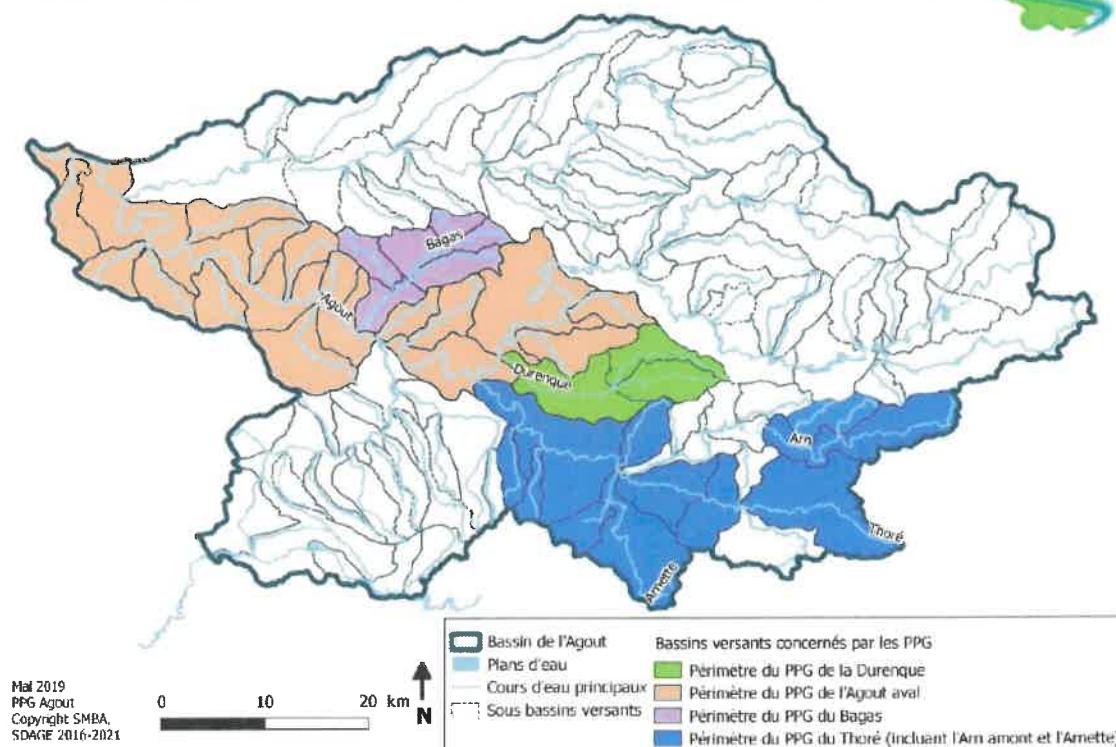 Bagas
Agout
Durenque
Arn
Thoré
Arnette
Bassin de l'Agout
Plans d'eau
Cours d'eau principaux
Sous bassins versants
Bassins versants concernés par les PPG
Périmètre du PPG de la Durenque
Périmètre du PPG de l'Agout aval
Périmètre du PPG du Bagas
Périmètre du PPG du Thoré (incluant l'Arn amont et l'Arnette)
Mai 2019
PPG Agout
Copyright SMBA,
SDAGE 2016-2021
0 10 20 km
N